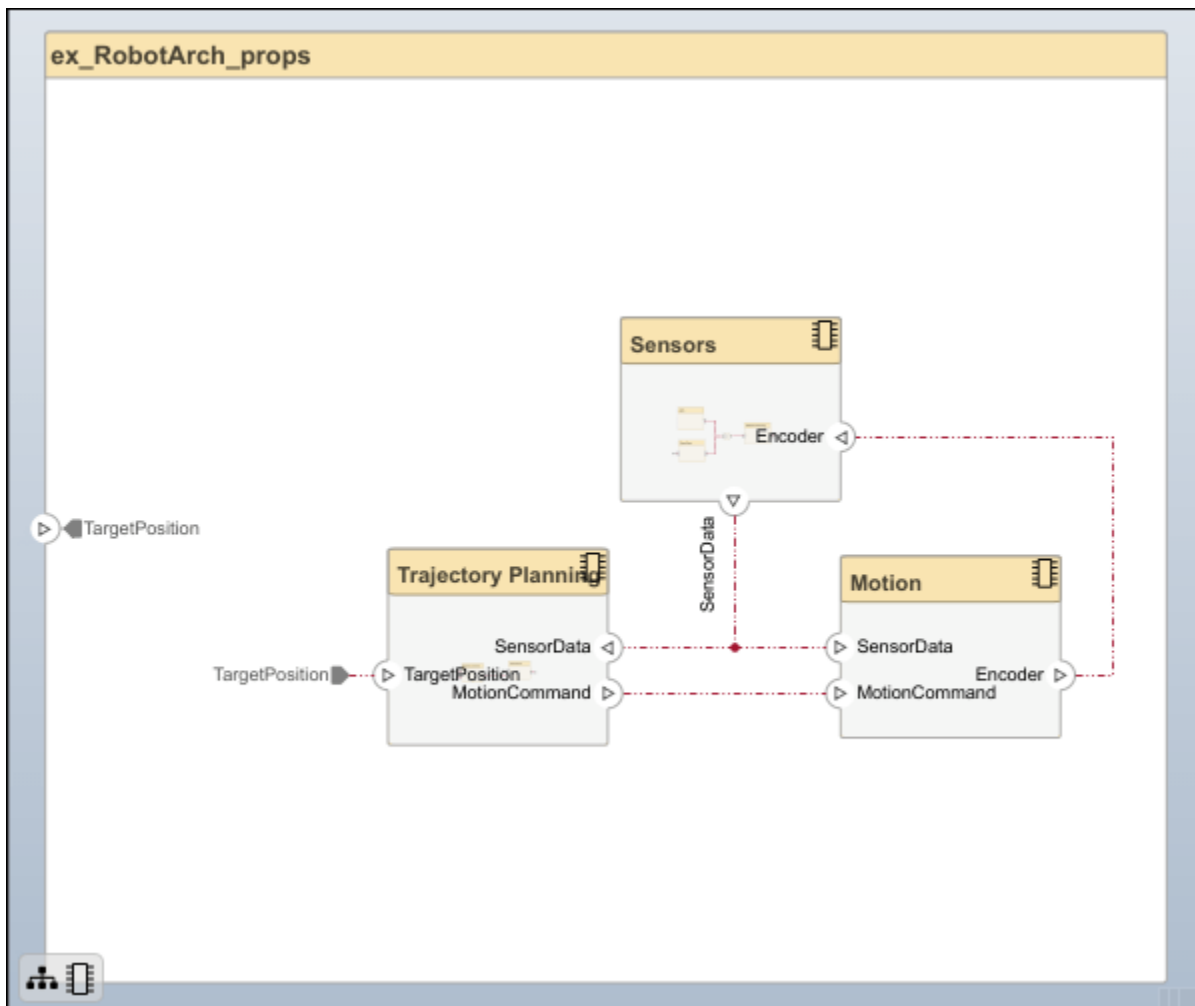 ex_RobotArch_props
Sensors
Encoder
SensorData
TargetPosition
Trajectory Planning
SensorData
TargetPosition
TargetPosition
MotionCommand
Motion
SensorData
Encoder
MotionCommand